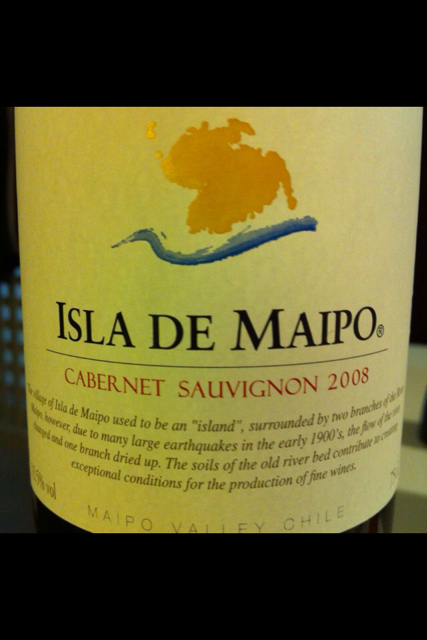 ISLA DE MAIPO®
CABERNET SAUVIGNON 2008
village of Isla de Maipo used to be an "island", surrounded by two branches of the
Maipo, however, due to many large earthquakes in the early 1900's, the flow of the
changed and one branch dried up. The soils of the old river bed contribute to creating
exceptional conditions for the production of fine wines.
% vol
MAIPO VALLEY CHILE